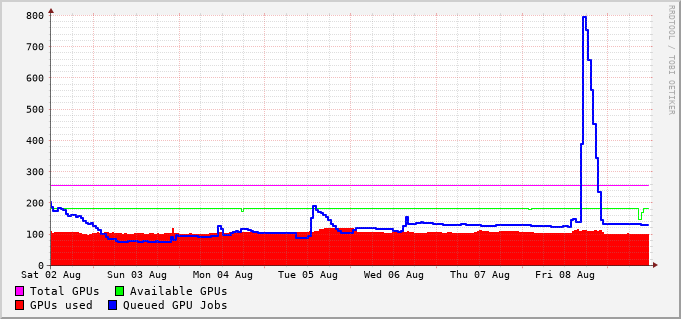 800
700
600
500
400
300
200
100
0
Sat 02 Aug Sun 03 Aug Mon 04 Aug Tue 05 Aug Wed 06 Aug Thu 07 Aug Fri 08 Aug
Total GPUs Available GPUs
GPUs used Queued GPU Jobs
RRDTOOL / TOBI OETIKER